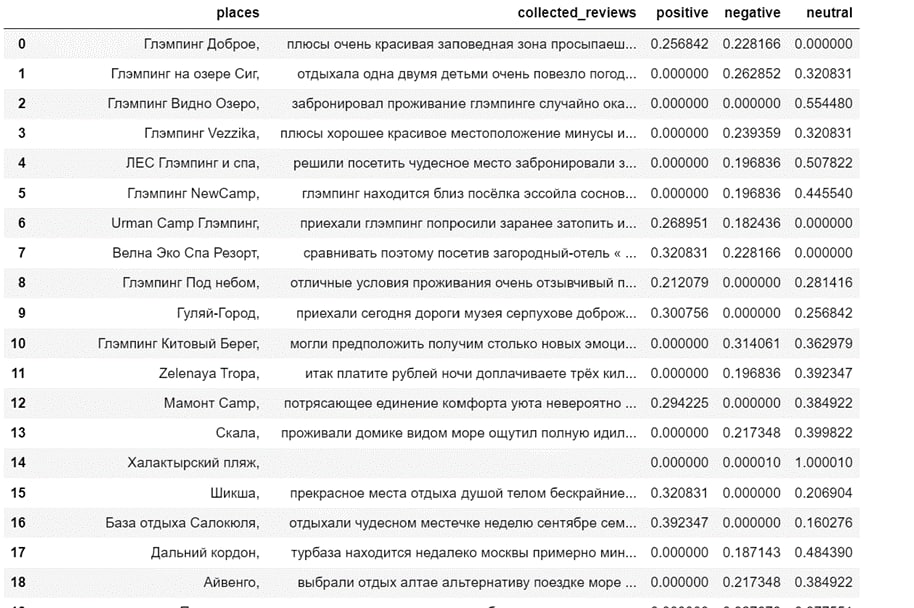 places collected_reviews positive negative neutral
0 Глэмпинг Доброе, плюсы очень красивая заповедная зона просыпаеш... 0.256842 0.228166 0.000000
1 Глэмпинг на озере Сиг, отдыхала одна двумя детьми очень повезло погод... 0.000000 0.262852 0.320831
2 Глэмпинг Видно Озеро, забронировал проживание глэмпинге случайно ока... 0.000000 0.000000 0.554480
3 Глэмпинг Vezzika, плюсы хорошее красивое местоположение минусы и... 0.000000 0.239359 0.320831
4 ЛЕС Глэмпинг и спа, решили посетить чудесное место забронировали з... 0.000000 0.196836 0.507822
5 Глэмпинг NewCamp, глэмпинг находится близ посёлка эссойла соснов... 0.000000 0.196836 0.445540
6 Urman Camp Глэмпинг, приехали глэмпинг попросили заранее затопить и... 0.268951 0.182436 0.000000
7 Велна Эко Спа Резорт, сравнивать поэтому посетив загородный-отель « ... 0.320831 0.228166 0.000000
8 Глэмпинг Под небом, отличные условия проживания очень отзывчивый п... 0.212079 0.000000 0.281416
9 Гуляй-Город, приехали сегодня дороги музея серпухове доброж... 0.300756 0.000000 0.256842
10 Глэмпинг Китовый Берег, могли предположить получим столько новых эмоци... 0.000000 0.314061 0.362979
11 Zelenaya Tropa, итак платите рублей ночи доплачиваете трёх кил... 0.000000 0.196836 0.392347
12 Мамонт Camp, потрясающее единение комфорта уюта невероятно ... 0.294225 0.000000 0.384922
13 Скала, проживали домике видом море ощутил полную идил... 0.000000 0.217348 0.399822
14 Халактырский пляж, 0.000000 0.000010 1.000010
15 Шикша, прекрасное места отдыха душой телом бескрайние... 0.320831 0.000000 0.206904
16 База отдыха Салокюля, отдыхали чудесном местечке неделю сентябре сем... 0.392347 0.000000 0.160276
17 Дальний кордон, турбаза находится недалеко москвы примерно мин... 0.000000 0.187143 0.484390
18 Айвенго, выбрали отдых алтае альтернативу поездке море ... 0.000000 0.217348 0.384922